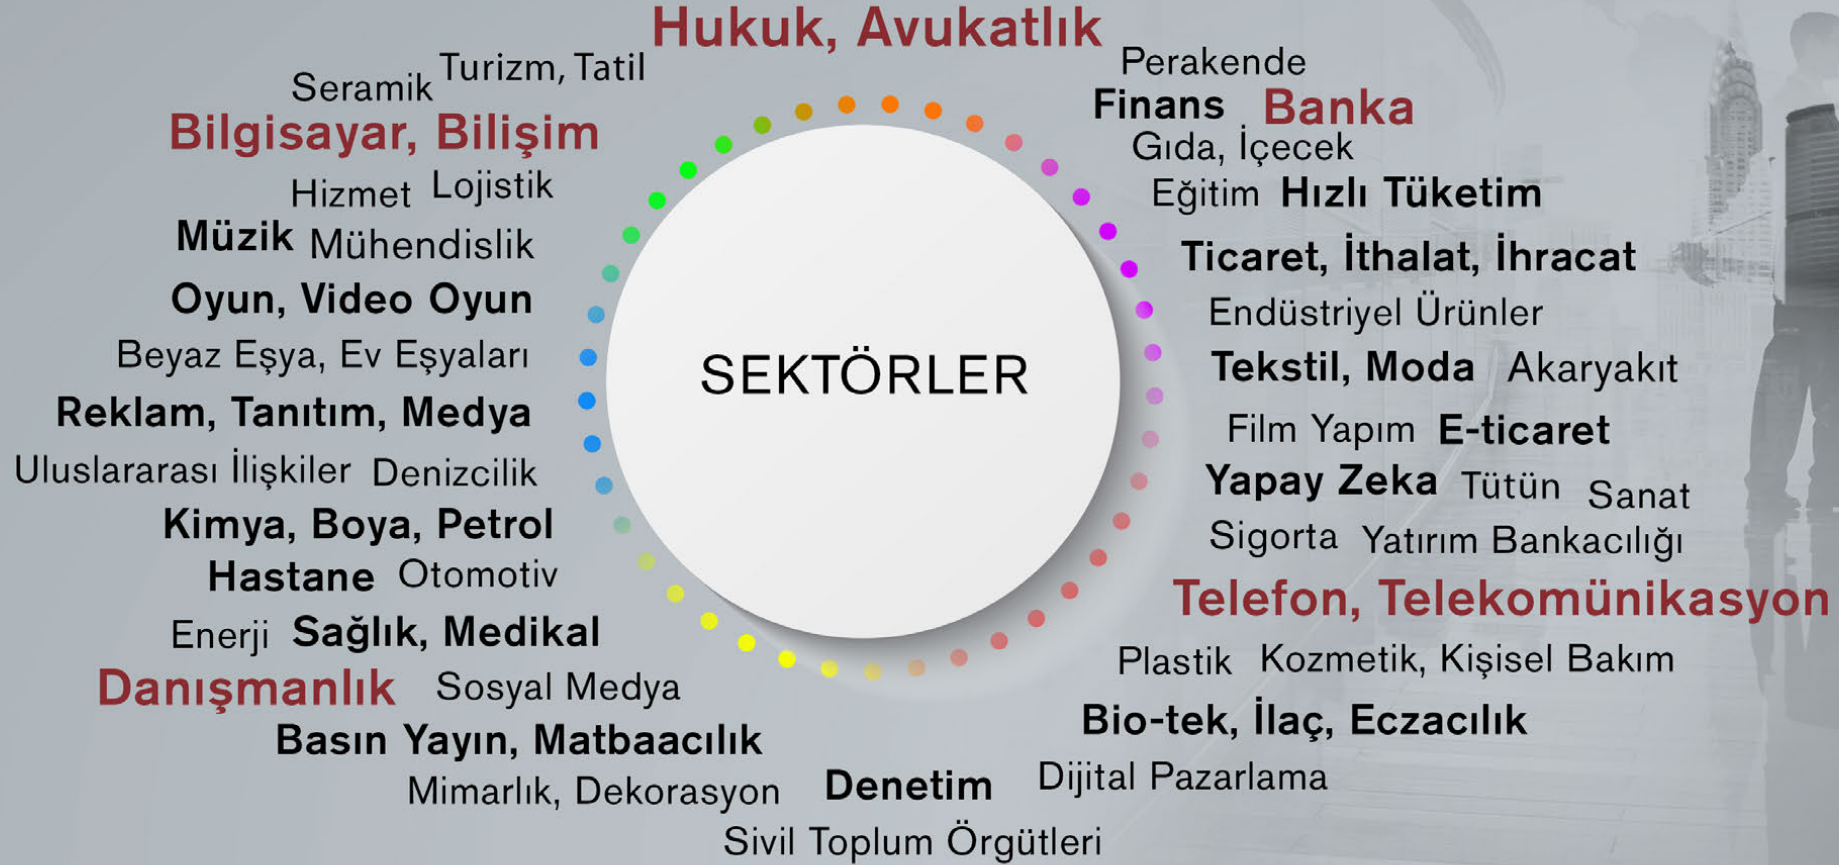 Hukuk, Avukatlık
Seramik Turizm, Tatil
Bilgisayar, Bilişim
Hizmet Lojistik
Müzik Mühendislik
Oyun, Video Oyun
Beyaz Eşya, Ev Eşyaları
Reklam, Tanıtım, Medya
Uluslararası İlişkiler Denizcilik
Kimya, Boya, Petrol
Hastane Otomotiv
Enerji Sağlık, Medikal
Danışmanlık Sosyal Medya
Basın Yayın, Matbaacılık
Mimarlık, Dekorasyon
SEKTÖRLER
Perakende
Finans Banka
Gıda, İçecek
Eğitim Hızlı Tüketim
Ticaret, İthalat, İhracat
Endüstriyel Ürünler
Tekstil, Moda Akaryakıt
Film Yapım E-ticaret
Yapay Zeka Tütün Sanat
Sigorta Yatırım Bankacılığı
Telefon, Telekomünikasyon
Plastik Kozmetik, Kişisel Bakım
Bio-tek, İlaç, Eczacılık
Denetim Dijital Pazarlama
Sivil Toplum Örgütleri